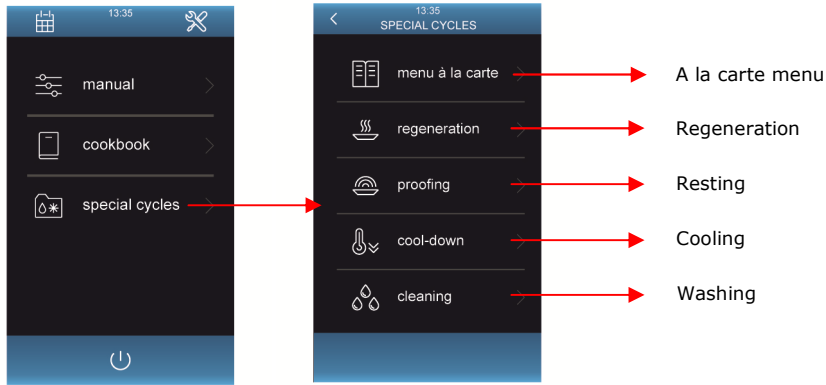 13:35
manual
cookbook
special cycles
13:35
SPECIAL CYCLES
menu à la carte
regeneration
proofing
cool-down
cleaning
A la carte menu
Regeneration
Resting
Cooling
Washing